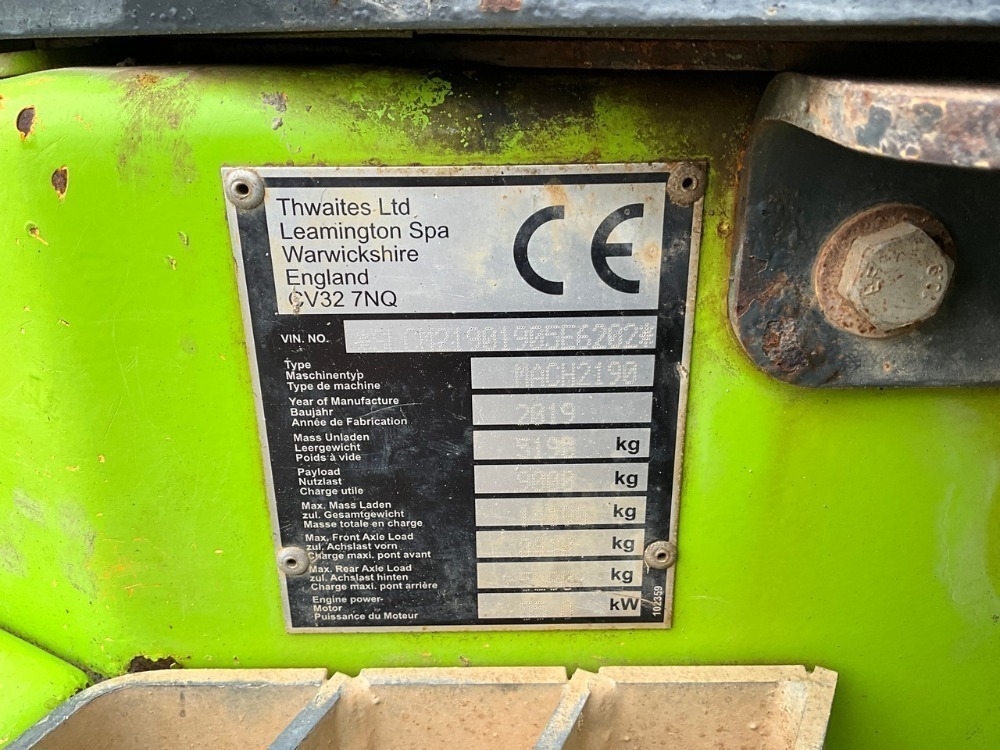 Thwaites Ltd
Leamington Spa
Warwickshire
England
CV32 7NQ
CE
VIN. NO.
Type MACH2190
Maschinentyp
Type de machine
Year of Manufacture
Baujahr 2019
Année de Fabrication
Mass Unladen
Leergewicht kg
Poids à vide
Payload
Nutzlast 9000 kg
Charge utile
Max. Mass Laden
zul. Gesamtgewicht kg
Masse totale en charge
Max. Front Axle Load
zul. Achslast vorn kg
Charge maxi. pont avant
Max. Rear Axle Load
zul. Achslast hinten kg
Charge maxi. pont arrière
Engine power-
Motor kW
Puissance du Moteur
102359